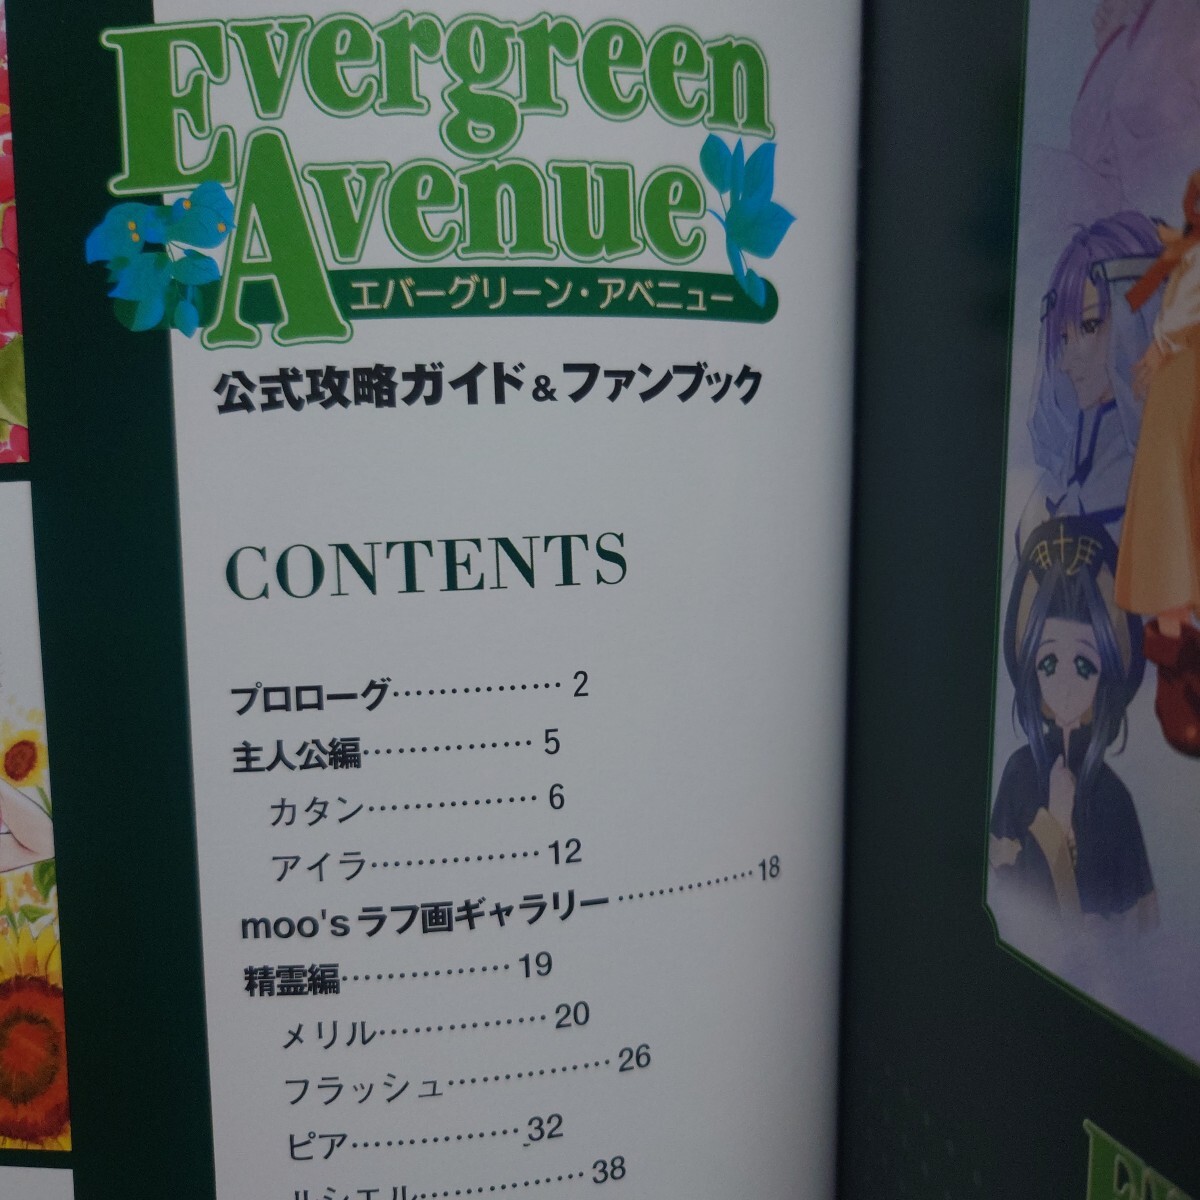 Evergreen
Avenue
エバーグリーン・アベニュー
公式攻略ガイド&ファンブック
CONTENTS
プロローグ……………2
主人公編……………5
カタン……………6
アイラ……………12
moo'sラフ画ギャラリー……………18
精霊編……………19
メリル……………20
フラッシュ……………26
ピア……………32
ルシエル……………38